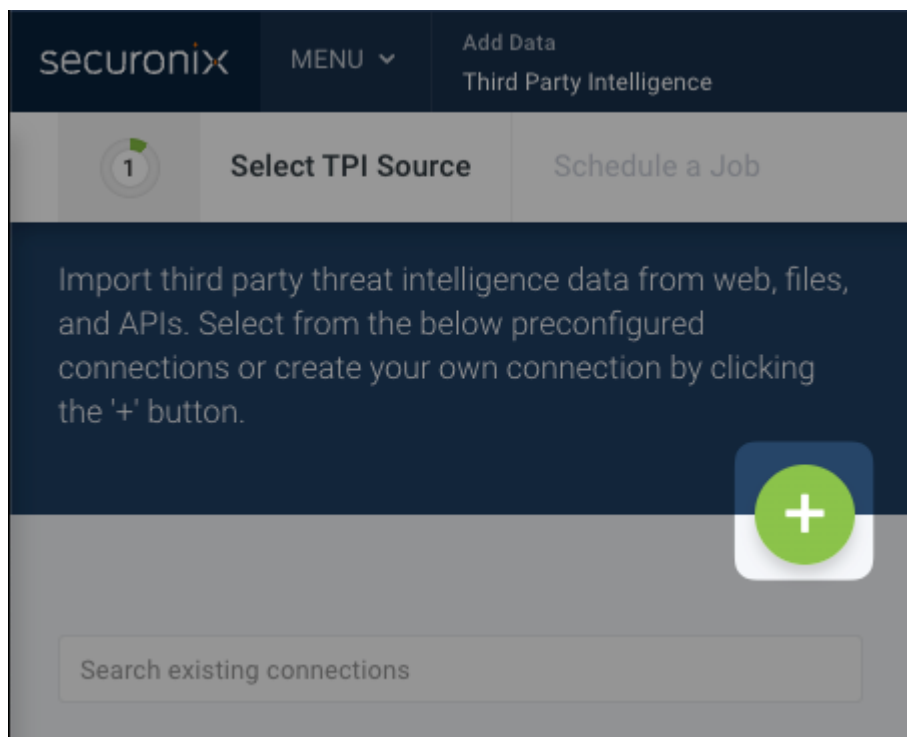 securonix
MENU
Add Data
Third Party Intelligence
1
Select TPI Source
Schedule a Job
Import third party threat intelligence data from web, files,
and APIs. Select from the below preconfigured
connections or create your own connection by clicking
the '+' button.
+
Search existing connections